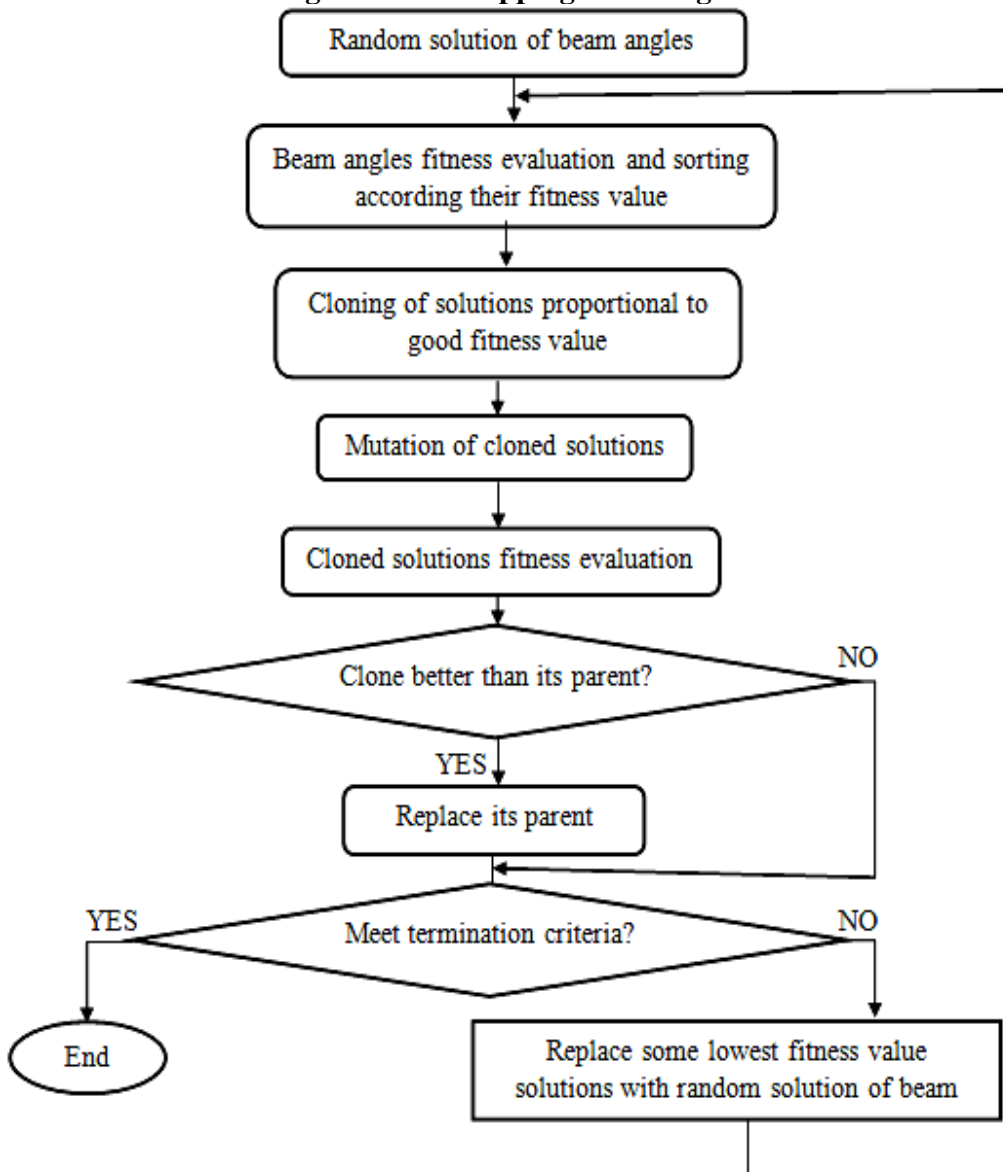 Random solution of beam angles
Beam angles fitness evaluation and sorting
according their fitness value
Cloning of solutions proportional to
good fitness value
Mutation of cloned solutions
Cloned solutions fitness evaluation
Clone better than its parent?
NO
YES
Replace its parent
YES
Meet termination criteria?
NO
End
Replace some lowest fitness value
solutions with random solution of beam